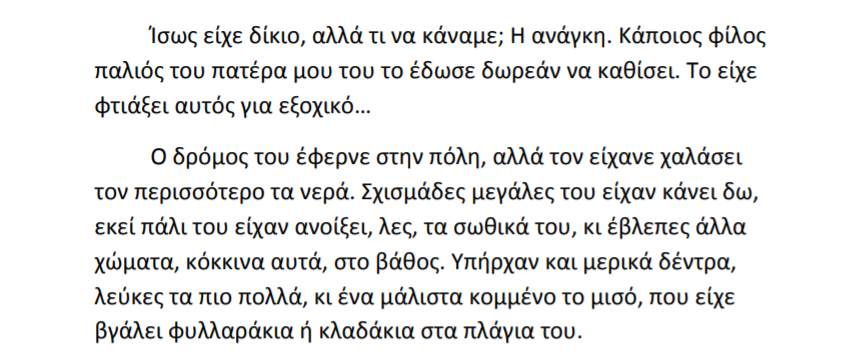 Ίσως είχε δίκιο, αλλά τι να κάναμε; Η ανάγκη. Κάποιος φίλος
παλιός του πατέρα μου του το έδωσε δωρεάν να καθίσει. Το είχε
φτιάξει αυτός για εξοχικό…
Ο δρόμος του έφερνε στην πόλη, αλλά τον είχανε χαλάσει
τον περισσότερο τα νερά. Σχισμάδες μεγάλες του είχαν κάνει δω,
εκεί πάλι του είχαν ανοίξει, λες, τα σωθικά του, κι έβλεπες άλλα
χώματα, κόκκινα αυτά, στο βάθος. Υπήρχαν και μερικά δέντρα,
λεύκες τα πιο πολλά, κι ένα μάλιστα κομμένο το μισό, που είχε
βγάλει φυλλαράκια ή κλαδάκια στα πλάγια του.